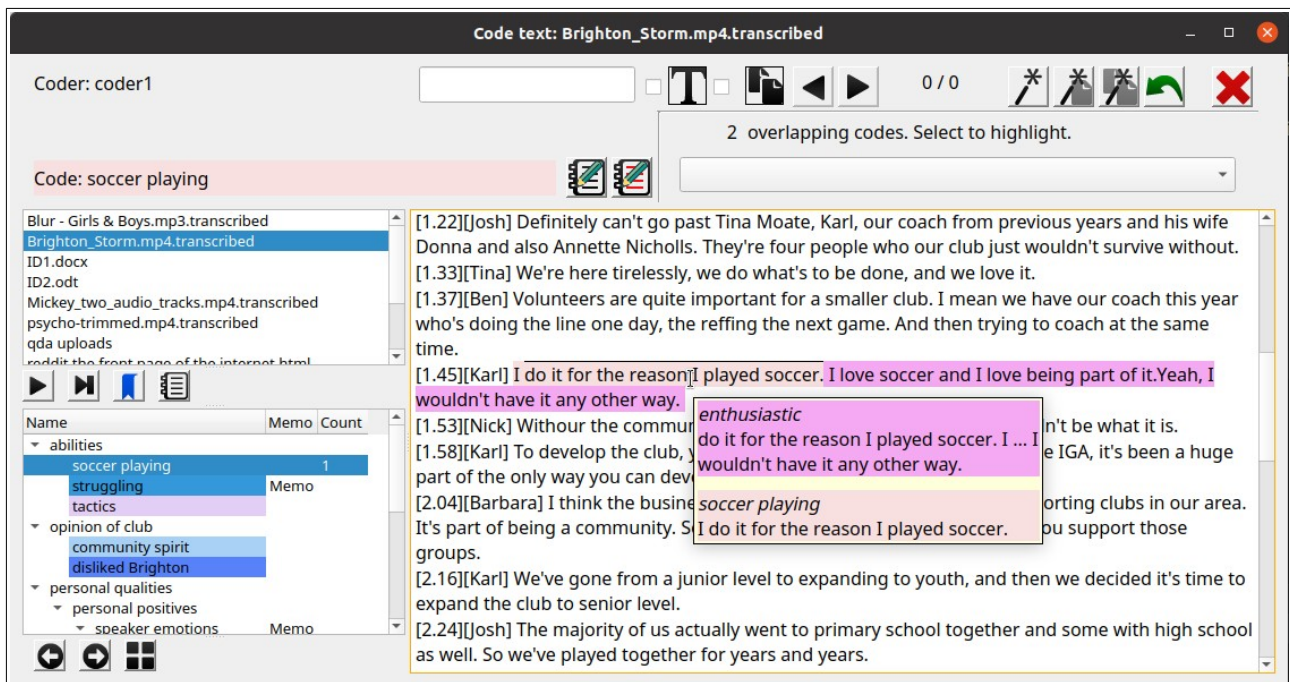 Code text: Brighton_Storm.mp4.transcribed
Coder: coder1
T
0 / 0
2 overlapping codes. Select to highlight.
Code: soccer playing
Blur - Girls & Boys.mp3.transcribed
Brighton_Storm.mp4.transcribed
ID1.docx
ID2.odt
Mickey_two_audio_tracks.mp4.transcribed
psycho-trimmed.mp4.transcribed
qda uploads
reddit the front page of the internet html
Name Memo Count
abilities
soccer playing 1
struggling Memo
tactics
opinion of club
community spirit
disliked Brighton
personal qualities
personal positives
speaker emotions Memo
[1.22][Josh] Definitely can't go past Tina Moate, Karl, our coach from previous years and his wife
Donna and also Annette Nicholls. They're four people who our club just wouldn't survive without.
[1.33][Tina] We're here tirelessly, we do what's to be done, and we love it.
[1.37][Ben] Volunteers are quite important for a smaller club. I mean we have our coach this year
who's doing the line one day, the reffing the next game. And then trying to coach at the same
time.
[1.45][Karl] I do it for the reason I played soccer. I love soccer and I love being part of it.Yeah, I
wouldn't have it any other way.
[1.53][Nick] Withour the commun n't be what it is.
[1.58][Karl] To develop the club, y e IGA, it's been a huge
part of the only way you can dev
[2.04][Barbara] I think the busine orting clubs in our area.
It's part of being a community. S ou support those
groups.
[2.16][Karl] We've gone from a junior level to expanding to youth, and then we decided it's time to
expand the club to senior level.
[2.24][Josh] The majority of us actually went to primary school together and some with high school
as well. So we've played together for years and years.
enthusiastic
do it for the reason I played soccer. I ... I
wouldn't have it any other way.
soccer playing
I do it for the reason I played soccer.